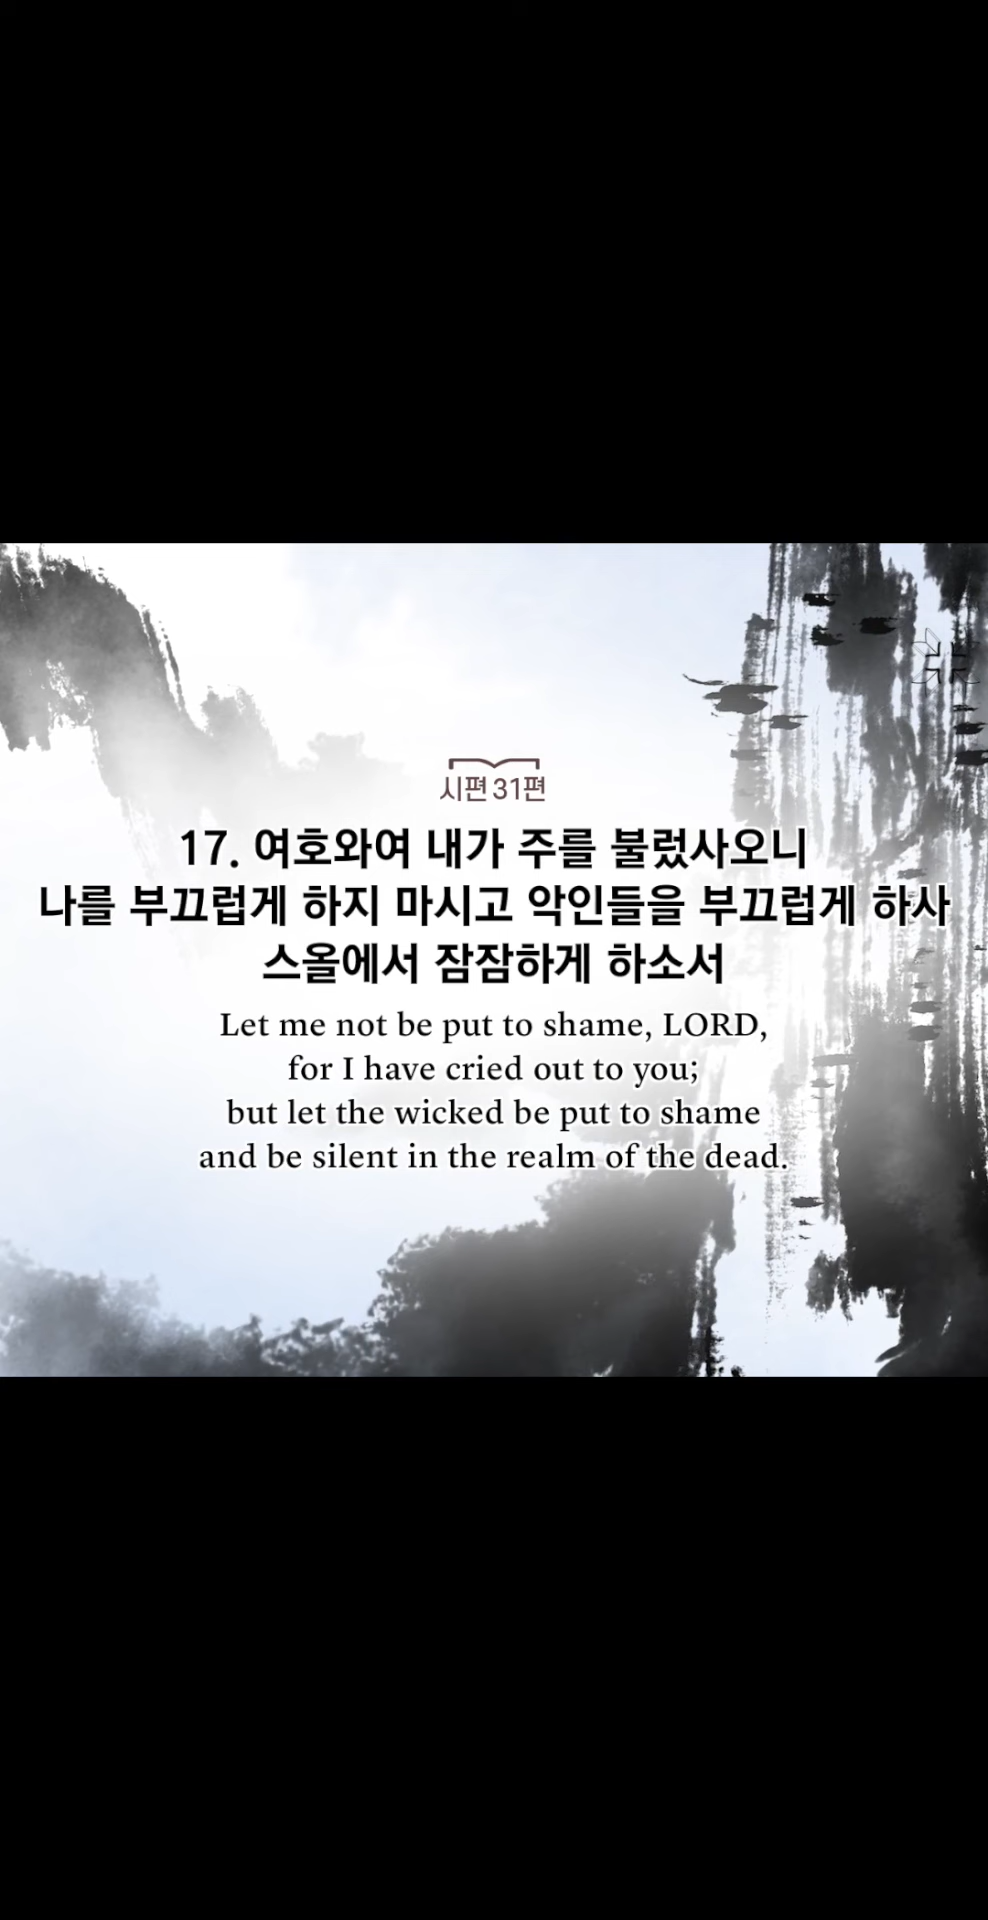 시편 31편
17. 여호와여 내가 주를 불렀사오니
나를 부끄럽게 하지 마시고 악인들을 부끄럽게 하사
스올에서 잠잠하게 하소서
Let me not be put to shame, LORD,
for I have cried out to you;
but let the wicked be put to shame
and be silent in the realm of the dead.